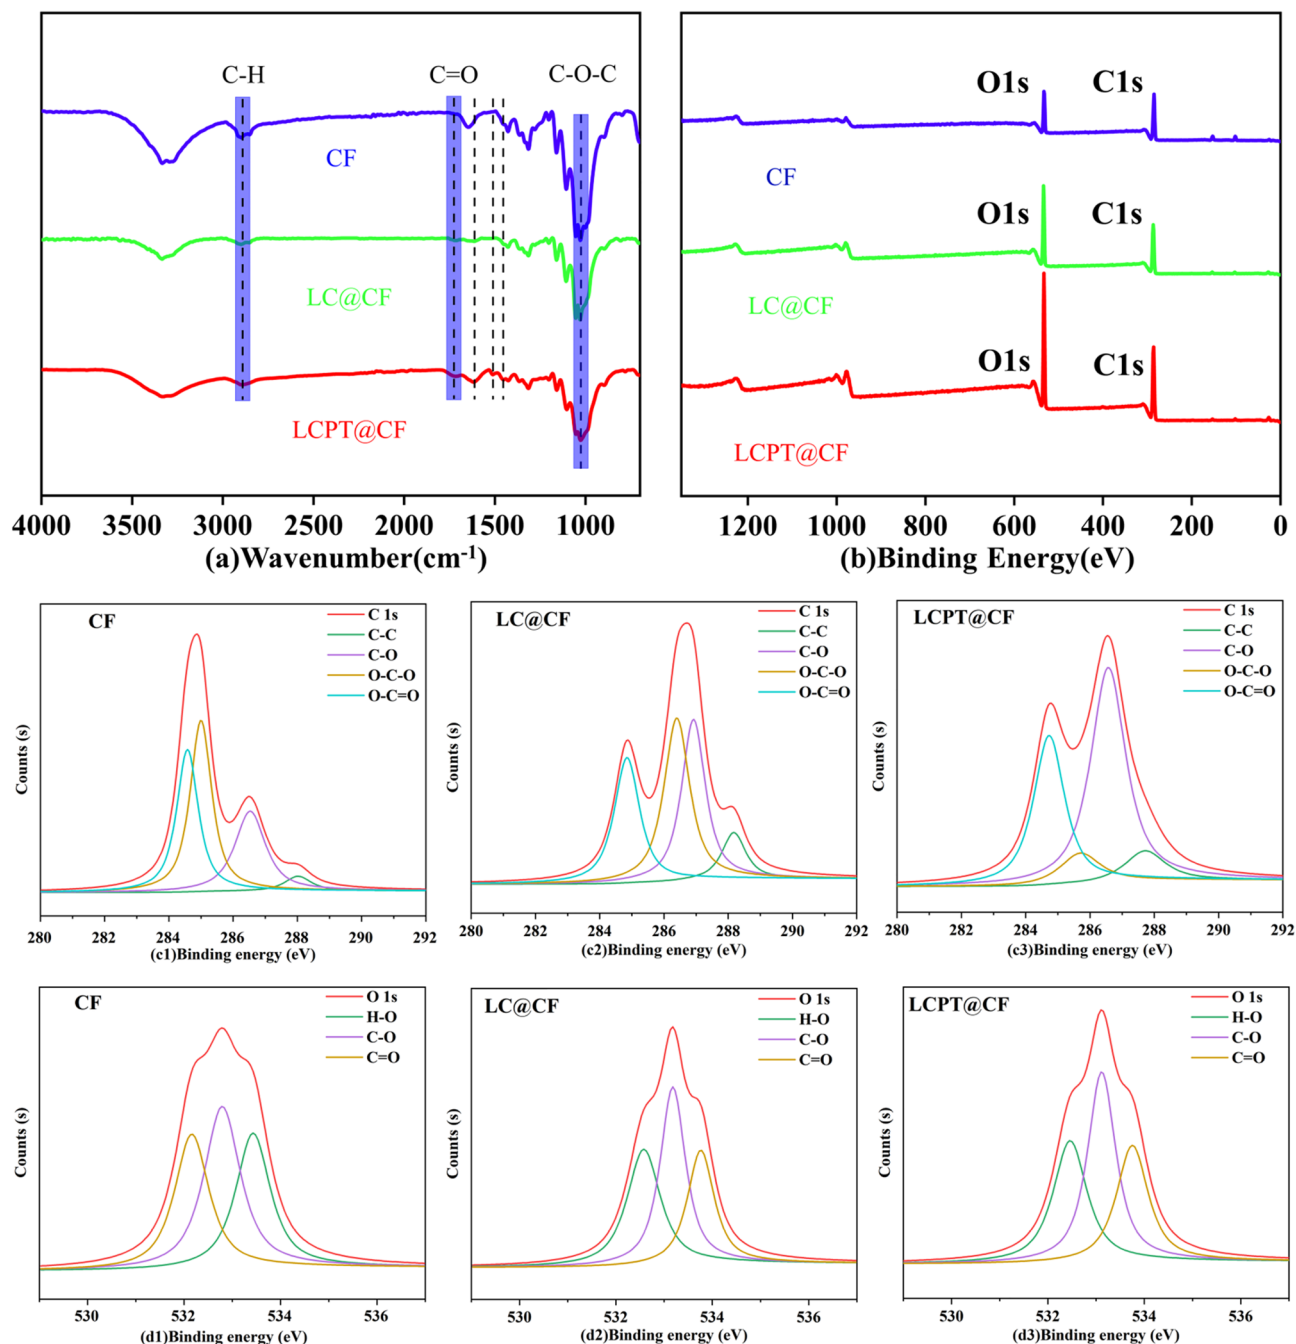 C-H
C=O
C-O-C
CF
LC@CF
LCPT@CF
4000 3500 3000 2500 2000 1500 1000
(a)Wavenumber(cm-1)
O1s
C1s
CF
O1s
C1s
LC@CF
O1s
C1s
LCPT@CF
1200 1000 800 600 400 200 0
(b)Binding Energy(eV)
CF
C 1s
C-C
C-O
O-C-O
O-C=O
Counts (s)
280 282 284 286 288 290 292
(c1)Binding energy (eV)
LC@CF
C 1s
C-C
C-O
O-C-O
O-C=O
Counts (s)
280 282 284 286 288 290 292
(c2)Binding energy (eV)
LCPT@CF
C 1s
C-C
C-O
O-C-O
O-C=O
Counts (s)
280 282 284 286 288 290 292
(c3)Binding energy (eV)
CF
O 1s
H-O
C-O
C=O
Counts (s)
530 532 534 536
(d1)Binding energy (eV)
LC@CF
O 1s
H-O
C-O
C=O
Counts (s)
530 532 534 536
(d2)Binding energy (eV)
LCPT@CF
O 1s
H-O
C-O
C=O
Counts (s)
530 532 534 536
(d3)Binding energy (eV)